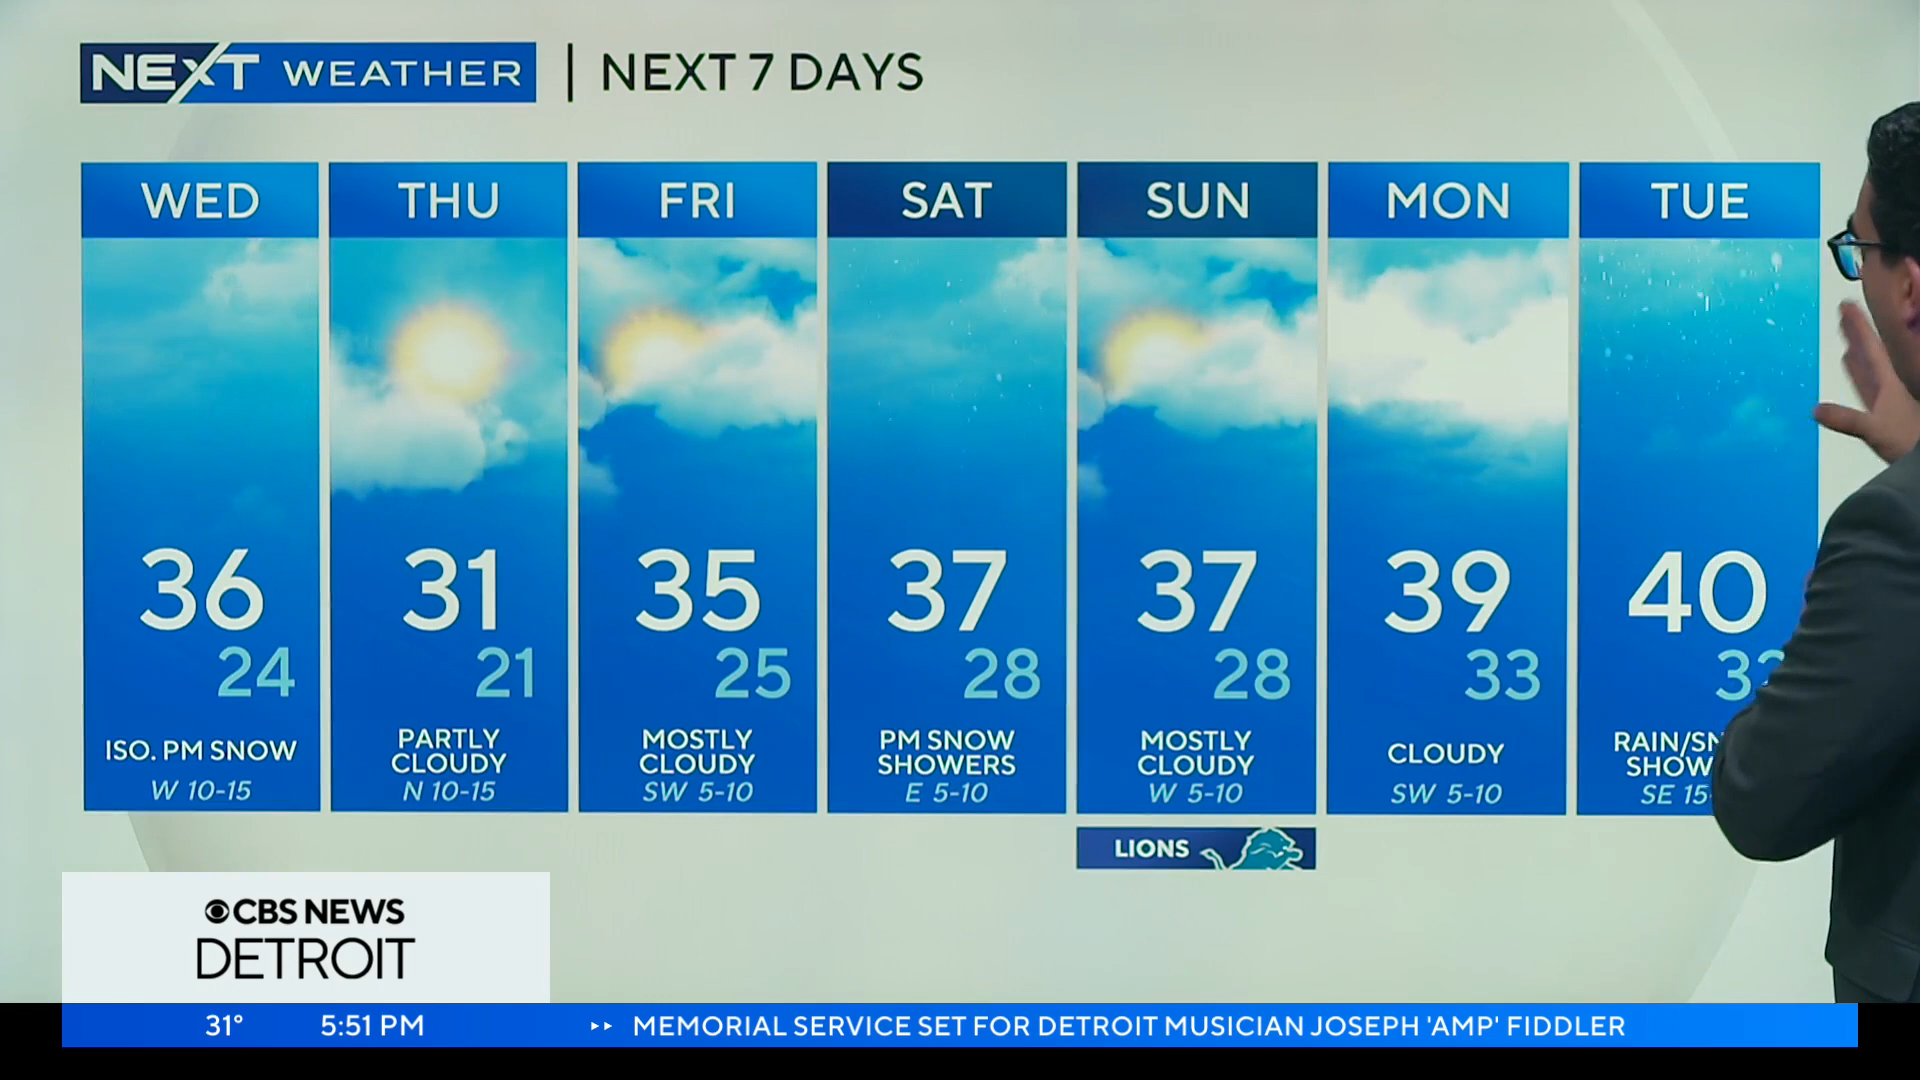 NEXT WEATHER | NEXT 7 DAYS
WED
36
24
ISO. PM SNOW
W 10-15
THU
31
21
PARTLY
CLOUDY
N 10-15
FRI
35
25
MOSTLY
CLOUDY
SW 5-10
SAT
37
28
PM SNOW
SHOWERS
E 5-10
SUN
37
28
MOSTLY
CLOUDY
W 5-10
LIONS
MON
39
33
CLOUDY
SW 5-10
TUE
40
SE
CBS NEWS
DETROIT
31° 5:51 PM MEMORIAL SERVICE SET FOR DETROIT MUSICIAN JOSEPH 'AMP' FIDDLER